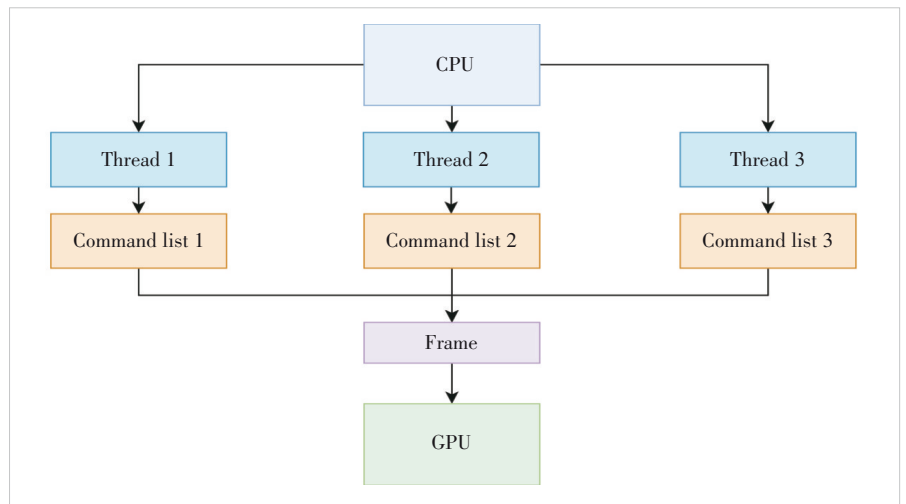 CPU
Thread 1
Thread 2
Thread 3
Command list 1
Command list 2
Command list 3
Frame
GPU